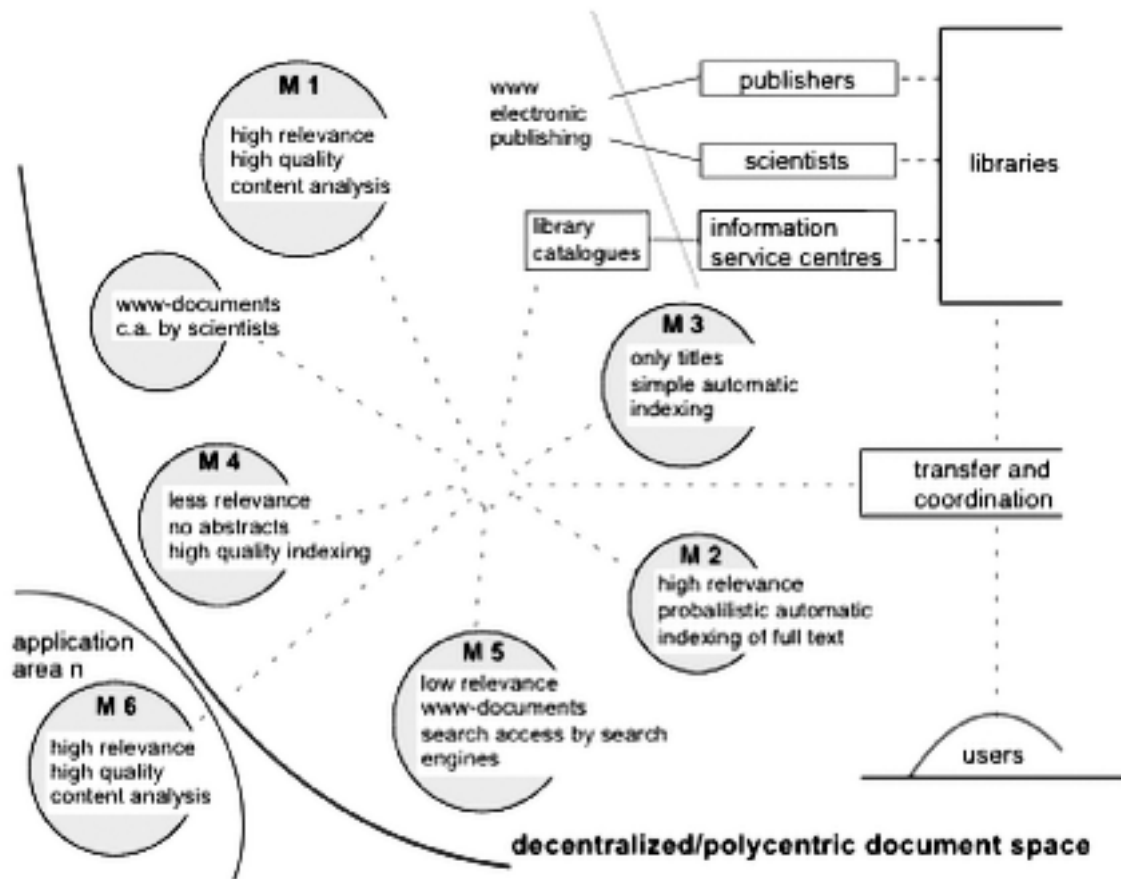 M 1
high relevance
high quality
content analysis
www
electronic
publishing
publishers
scientists
libraries
library
catalogues
information
service centres
www-documents
c.a. by scientists
M 3
only titles
simple automatic
indexing
M 4
less relevance
no abstracts
high quality indexing
transfer and
coordination
M 2
high relevance
probalilistic automatic
indexing of full text
application
area n
M 5
low relevance
www-documents
search access by search
engines
M 6
high relevance
high quality
content analysis
users
decentralized/polycentric document space